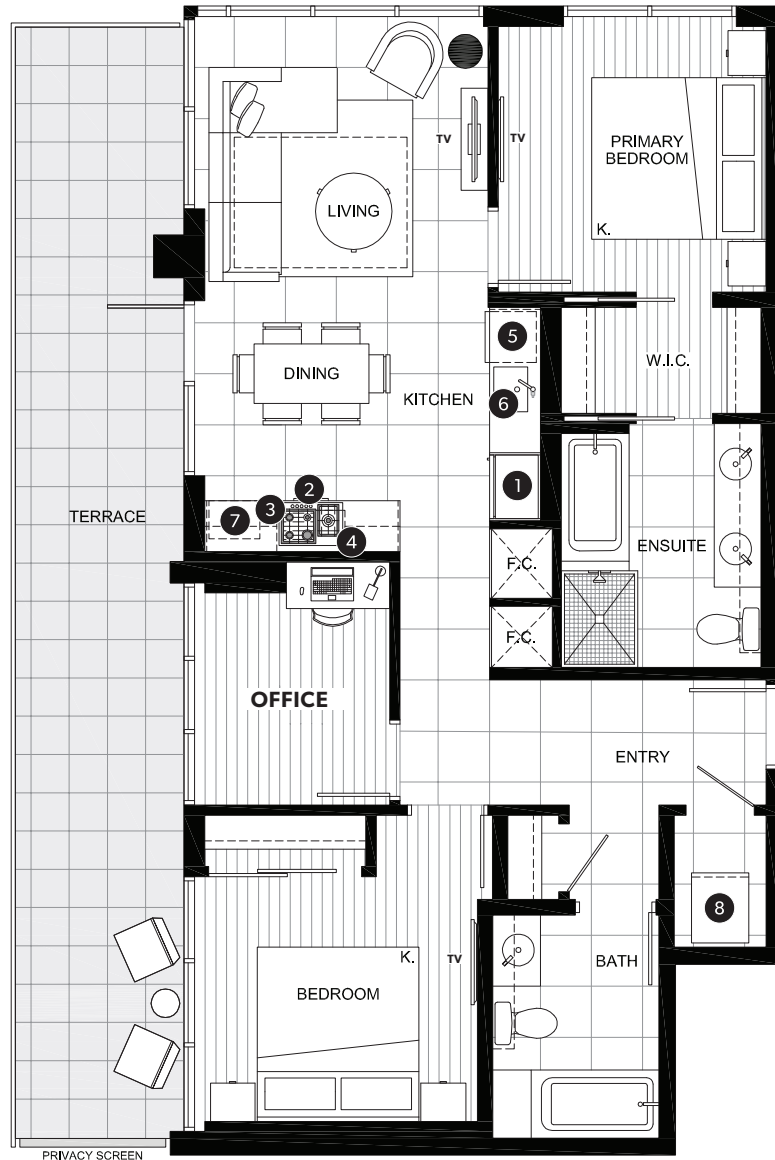 TV
TV
PRIMARY
BEDROOM
LIVING
K.
5
W.I.C.
DINING
KITCHEN
6
1
2
3
7
4
TERRACE
ENSUITE
F.C.
F.C.
OFFICE
ENTRY
8
K.
TV
BATH
BEDROOM
PRIVACY SCREEN